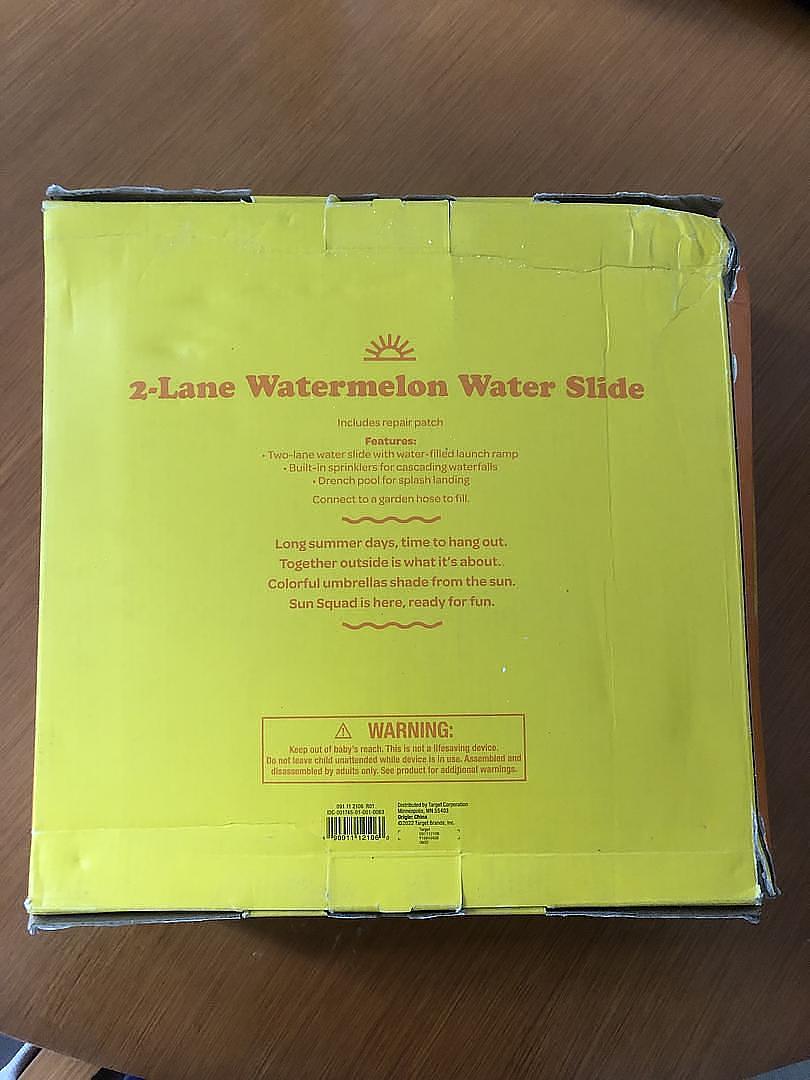 2-Lane Watermelon Water Slide
Includes repair patch
Features:
• Two-lane water slide with water-filled launch ramp
• Built-in sprinklers for cascading waterfalls
• Drench pool for splash landing
Connect to a garden hose to fill.
Long summer days, time to hang out.
Together outside is what it's about.
Colorful umbrellas shade from the sun.
Sun Squad is here, ready for fun.
WARNING:
Keep out of baby's reach. This is not a lifesaving device.
Do not leave child unattended while device is in use. Assembled and
disassembled by adults only. See product for additional warnings.
091 11 2106 R01
Distributed by Target Corporation
Minneapolis, MN 55403
Origin: China
©2022 Target Brands, Inc.
Target